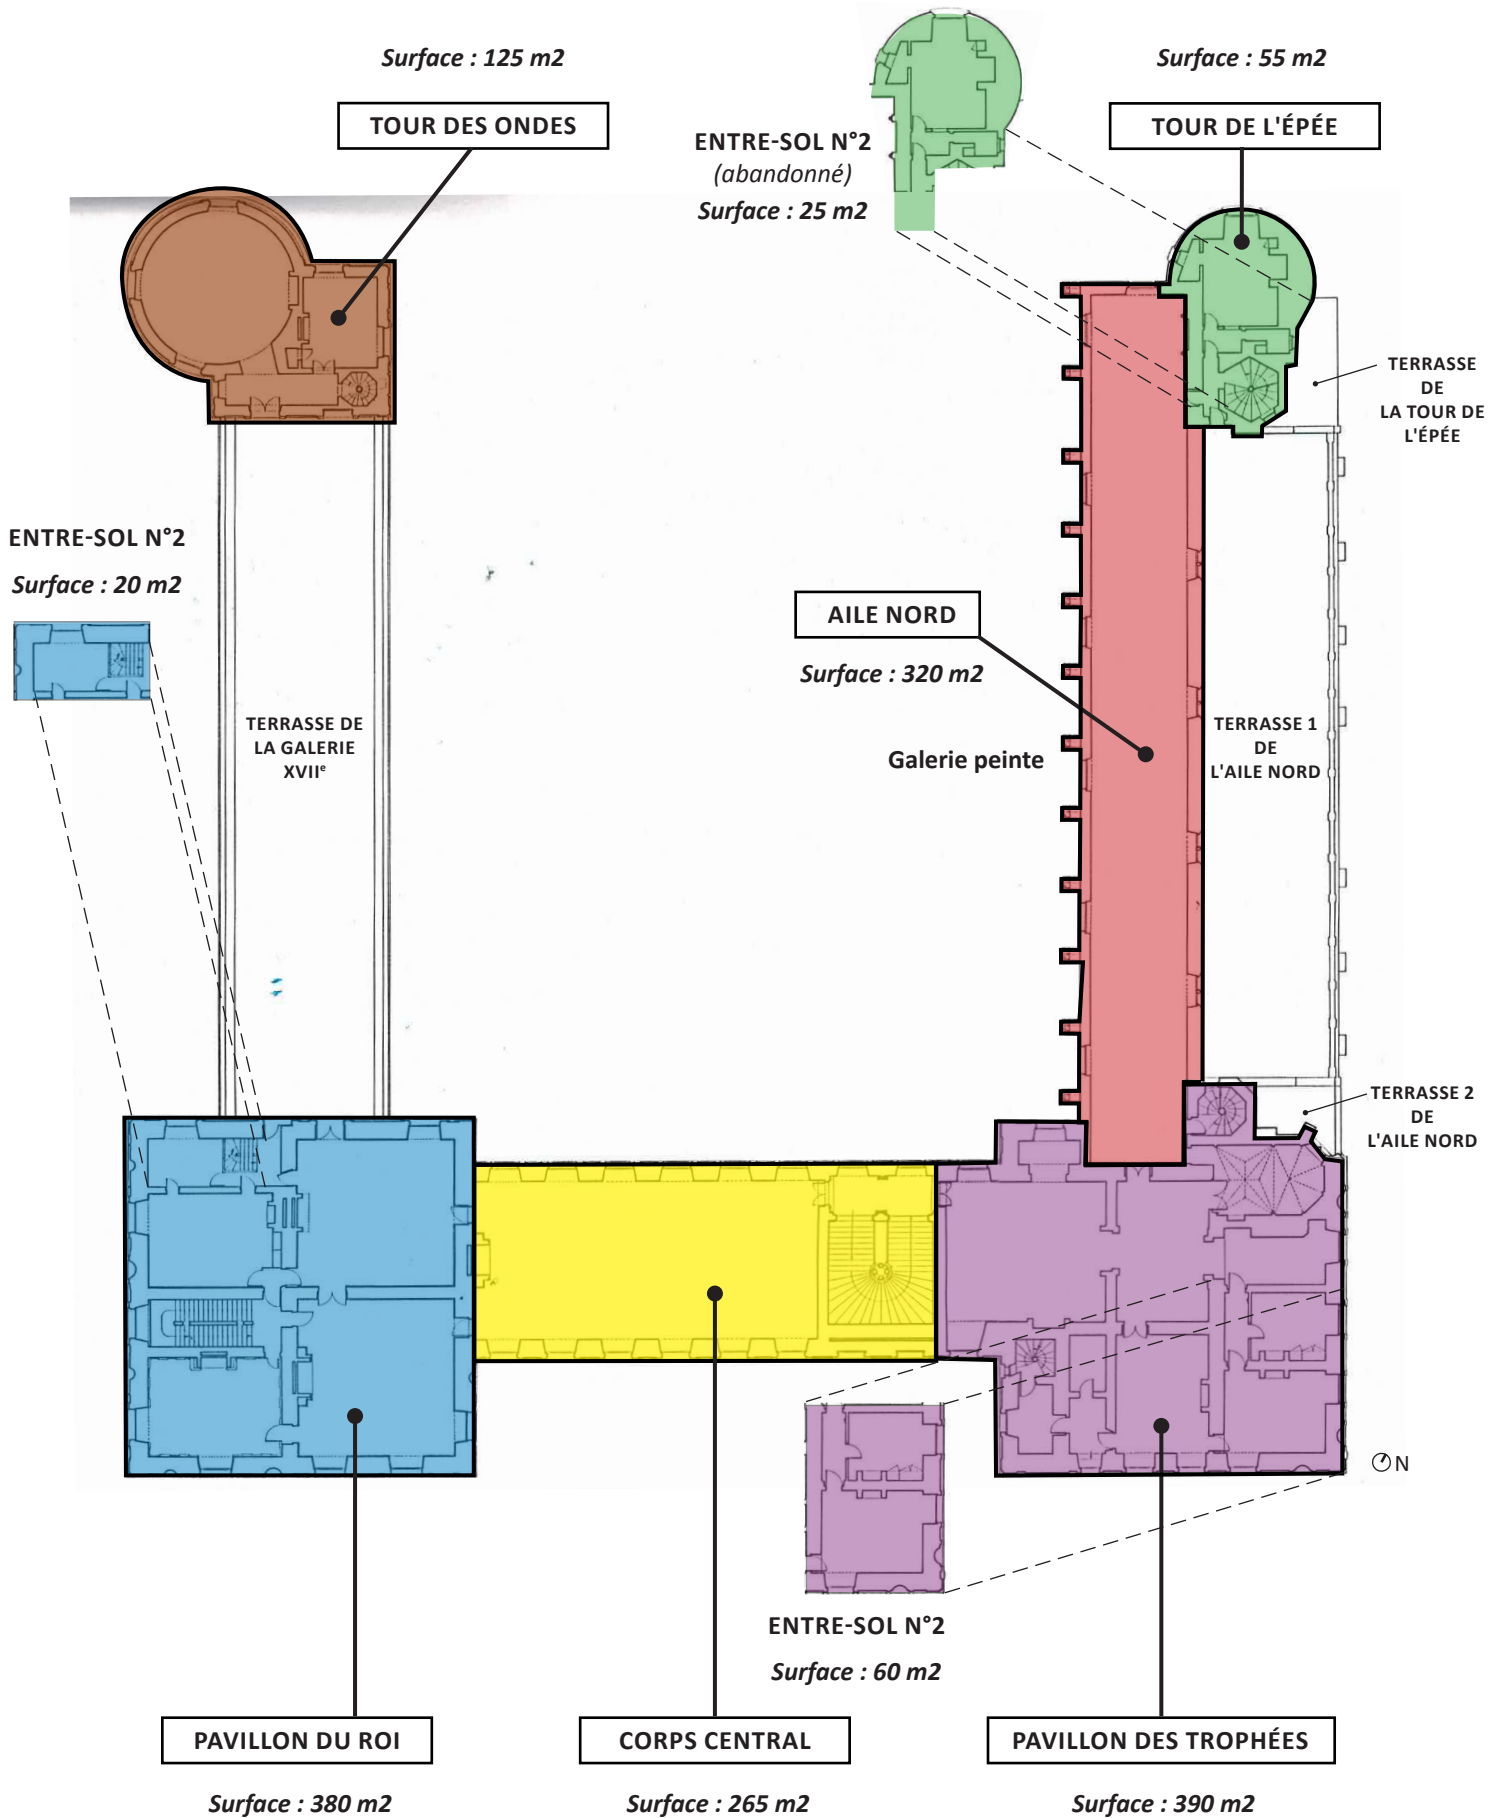 Surface : 125 m2
TOUR DES ONDES
ENTRE-SOL N°2
(abandonné)
Surface : 25 m2
Surface : 55 m2
TOUR DE L'ÉPÉE
TERRASSE
DE
LA TOUR DE
L'ÉPÉE
ENTRE-SOL N°2
Surface : 20 m2
AILE NORD
Surface : 320 m2
TERRASSE DE
LA GALERIE
XVIIe
Galerie peinte
TERRASSE 1
DE
L'AILE NORD
TERRASSE 2
DE
L'AILE NORD
N
ENTRE-SOL N°2
Surface : 60 m2
PAVILLON DU ROI
Surface : 380 m2
CORPS CENTRAL
Surface : 265 m2
PAVILLON DES TROPHÉES
Surface : 390 m2